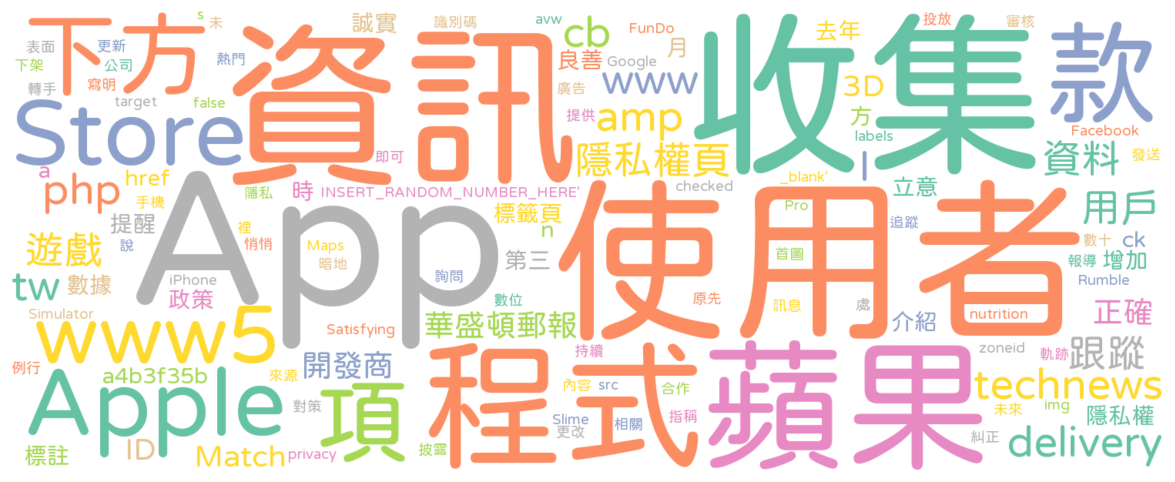 下方
資訊
收集
款
Store
App
使用者
程式
蘋果
Apple
www5
項
表面
更新
s
未
識別碼
avw
FunDo
投放
審核
誠實
下架
公司
熱門
cb
良善
月
去年
Google
轉手
寫明
target
false
www
廣告
3D
方
提供
amp
labels
Facebook
即可
隱私權頁
資料
發送
php
a
href
手機
隱私
時
INSERT_RANDOM_NUMBER_HERE'
checked
l
_blank'
立意
Pro
追蹤
用戶
標籤頁
n
提醒
說
裡
悄悄
Maps
暗地
遊戲
數據
tw
iPhone
政策
詢問
第三
首圖
數十
ck
報導
增加
Rumble
數位
原先
訊息
處
nutrition
介紹
正確
Simulator
Satisfying
華盛頓郵報
例行
a4b3f35b
來源
開發商
持續
內容
src
合作
zoneid
軌跡
跟蹤
technews
對策
Slime
相關
更改
指稱
未來
img
隱私權
標註
ID
Match
privacy
披露
糾正
delivery